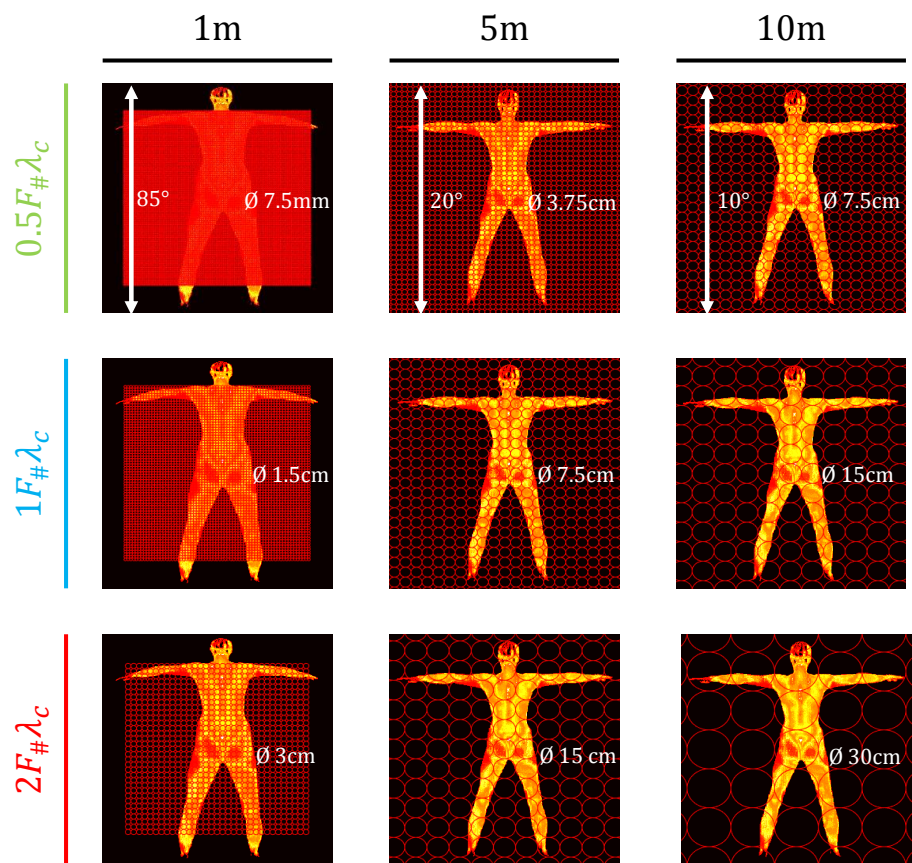 1m
5m
10m
0.5F#λc
85°
Ø 7.5mm
20°
Ø 3.75cm
10°
Ø 7.5cm
1F#λc
Ø 1.5cm
Ø 7.5cm
Ø 15cm
2F#λc
Ø 3cm
Ø 15 cm
Ø 30cm